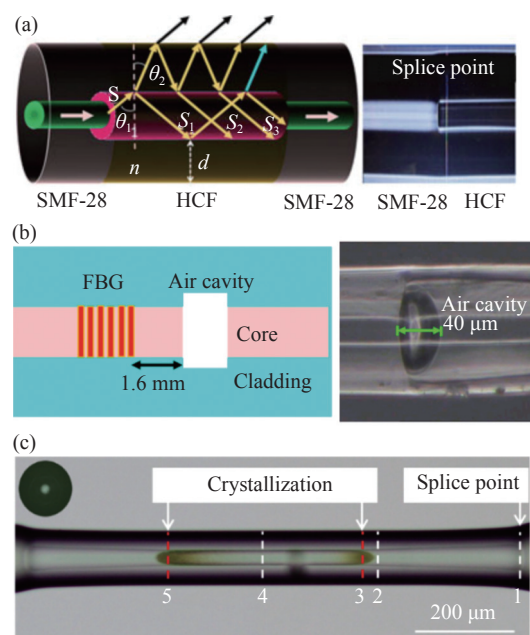 (a)
S
θ1
θ2
S1
S2
S3
n
d
SMF-28
HCF
SMF-28
Splice point
SMF-28
HCF
(b)
FBG
Air cavity
Core
1.6 mm
Cladding
Air cavity
40 μm
(c)
Crystallization
Splice point
5
4
3
2
1
200 μm